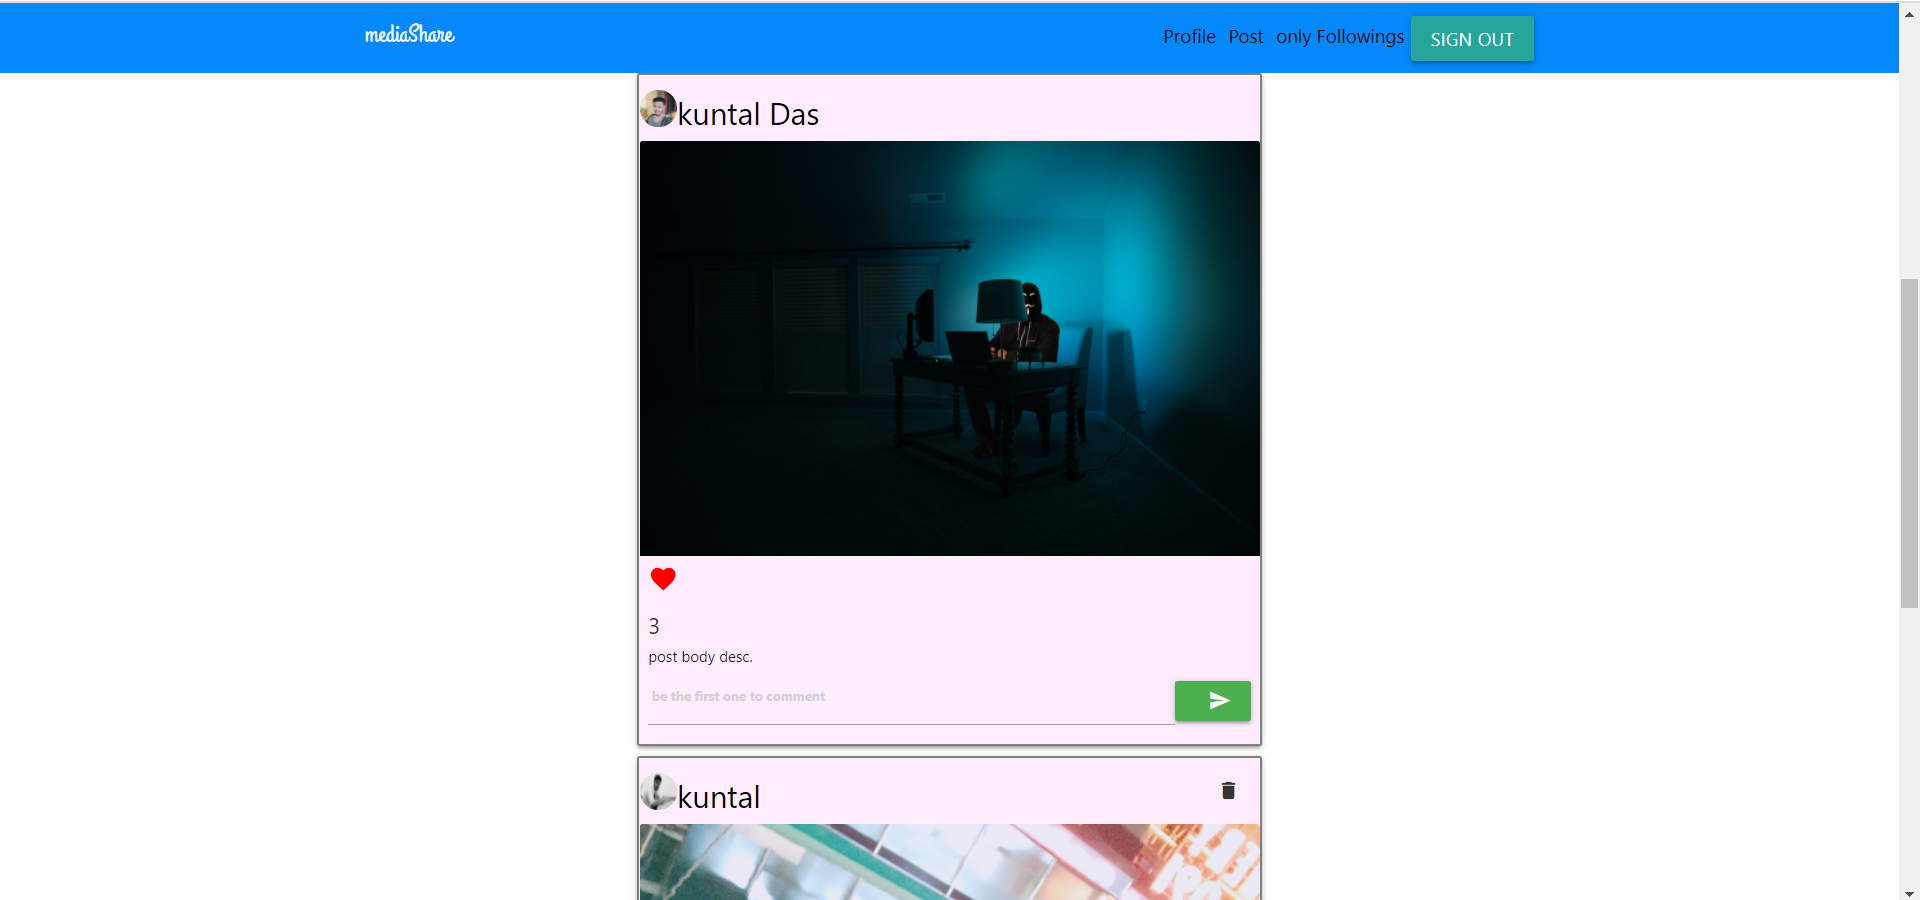 mediaShare
Profile Post only Followings SIGN OUT
kuntal Das
3
post body desc.
be the first one to comment
kuntal